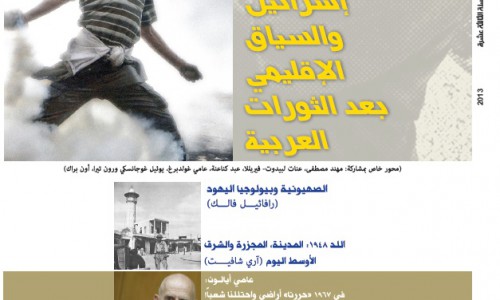 إسرائيل
والسياق
الإقليمي
بعد الثورات
العربية
2013
(محور خاص بمشاركة: مهند مصطفى، عنات لبيدوت- فيريللا، عبد كناعنة، عامي غولدبرغ، يوئيل غوجانسكي ورون تيرا، أون براك)
الصهيونية وبيولوجيا اليهود
(رافائيل فالك)
اللد ١٩٤٨: المدينة، المجزرة والشرق
الأوسط اليوم (آري شافيت)
عامي أيالون:
في ١٩٦٧ «حررنا» أراضي واحتللنا شعباً!